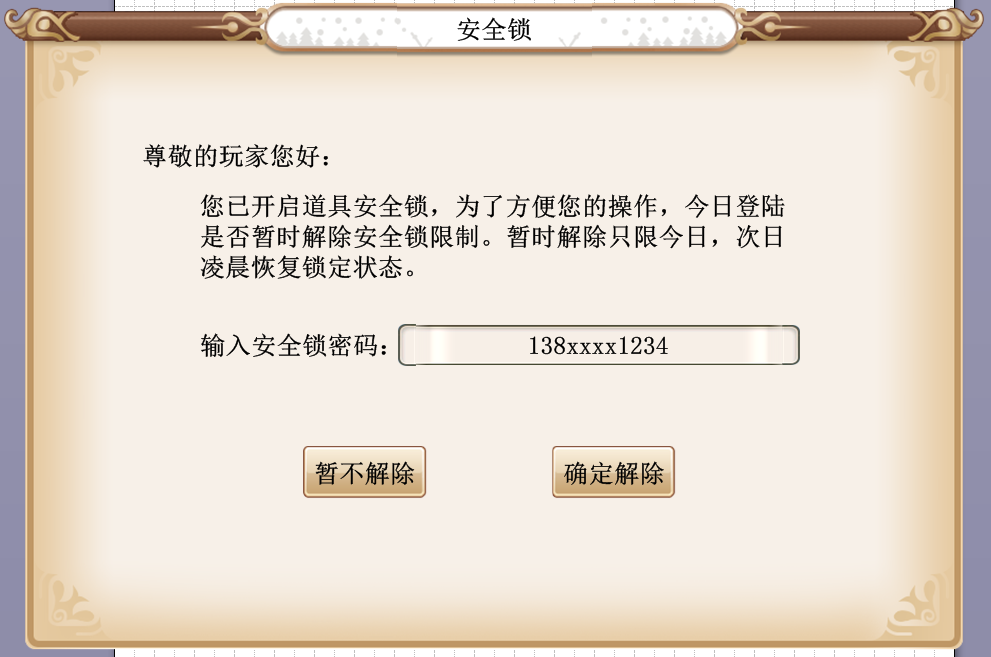 安全锁
尊敬的玩家您好：
您已开启道具安全锁，为了方便您的操作，今日登陆
是否暂时解除安全锁限制。暂时解除只限今日，次日
凌晨恢复锁定状态。
输入安全锁密码：138xxxx1234
暂不解除 确定解除